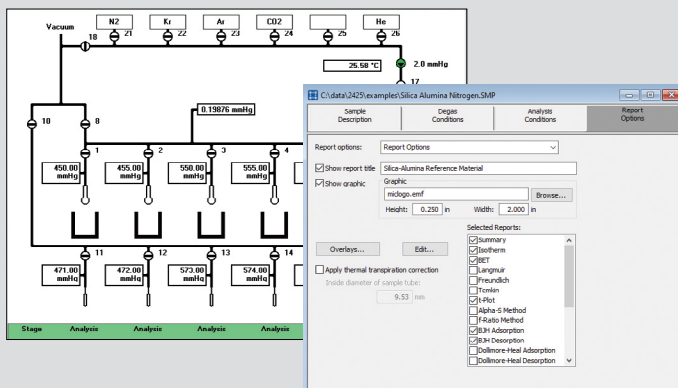 N2 Kr Ar CO2 He
Vacuum
18 21 22 23 24 25 26
25.58 °C
2.0 mmHg
17
0.19876 mmHg
10 8
1 2 3 4
450.00 mmHg
455.00 mmHg
550.00 mmHg
555.00 mmHg
11 12 13 14
471.00 mmHg
472.00 mmHg
573.00 mmHg
574.00 mmHg
Stage Analysis Analysis Analysis Analysis
C:\data\2425\examples\Silica Alumina Nitrogen.SMP
Sample Description
Degas Conditions
Analysis Conditions
Report Options
Report options: Report Options
Show report title Silica-Alumina Reference Material
Show graphic
Graphic
miclogo.emf Browse...
Height: 0.250 in Width: 2.000 in
Selected Reports:
Summary
Isotherm
BET
Langmuir
Freundlich
Temkin
t-Plot
Alpha-S Method
f-Ratio Method
BJH Adsorption
BJH Desorption
Dollimore-Heal Adsorption
Dollimore-Heal Desorption
Overlays... Edit...
Apply thermal transpiration correction
Inside diameter of sample tube:
9.53 mm